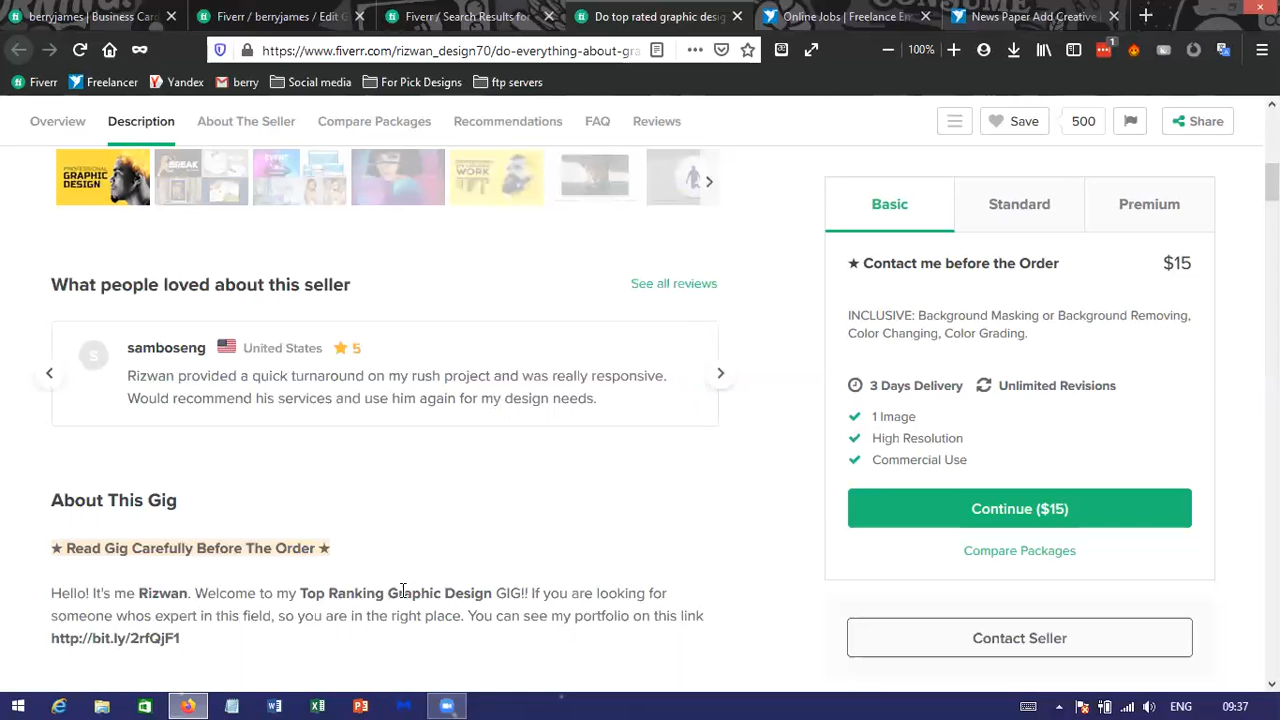 berryjames | Business Card
Fiverr / berryjames / Edit G
Fiverr / Search Results for
Do top rated graphic desig
Online Jobs | Freelance Em
News Paper Add Creative
https://www.fiverr.com/rizwan_design70/do-everything-about-gra
100%
1
Fiverr
Freelancer
Yandex
berry
Social media
For Pick Designs
ftp servers
Overview
Description
About The Seller
Compare Packages
Recommendations
FAQ
Reviews
Save
500
Share
PROFESSIONAL
GRAPHIC
DESIGN
BREAK
WORK
Basic
Standard
Premium
★ Contact me before the Order
$15
INCLUSIVE: Background Masking or Background Removing,
Color Changing, Color Grading.
3 Days Delivery
Unlimited Revisions
1 Image
High Resolution
Commercial Use
Continue ($15)
Compare Packages
Contact Seller
What people loved about this seller
See all reviews
S
samboseng
United States
5
Rizwan provided a quick turnaround on my rush project and was really responsive.
Would recommend his services and use him again for my design needs.
About This Gig
★ Read Gig Carefully Before The Order ★
Hello! It's me Rizwan. Welcome to my Top Ranking Graphic Design GIG!! If you are looking for
someone whos expert in this field, so you are in the right place. You can see my portfolio on this link
http://bit.ly/2rfQjF1
ENG
09:37